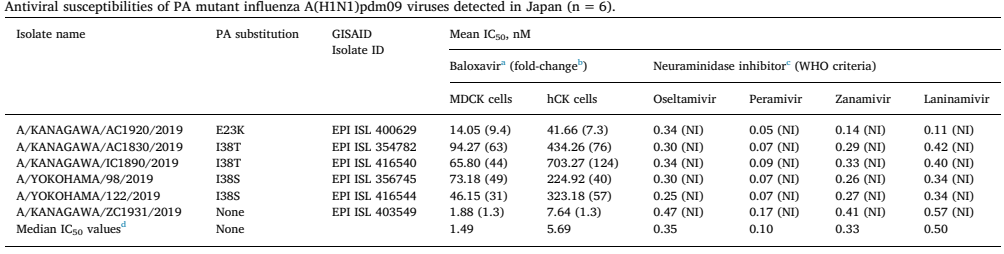 Antiviral susceptibilities of PA mutant influenza A(H1N1)pdm09 viruses detected in Japan (n = 6).
Isolate name PA substitution GISAID Isolate ID Mean IC50, nM
Baloxavira (fold-changeb) Neuraminidase inhibitorc (WHO criteria)
MDCK cells hCK cells Oseltamivir Peramivir Zanamivir Laninamivir
A/KANAGAWA/AC1920/2019 E23K EPI ISL 400629 14.05 (9.4) 41.66 (7.3) 0.34 (NI) 0.05 (NI) 0.14 (NI) 0.11 (NI)
A/KANAGAWA/AC1830/2019 I38T EPI ISL 354782 94.27 (63) 434.26 (76) 0.30 (NI) 0.07 (NI) 0.29 (NI) 0.42 (NI)
A/KANAGAWA/IC1890/2019 I38T EPI ISL 416540 65.80 (44) 703.27 (124) 0.34 (NI) 0.09 (NI) 0.33 (NI) 0.40 (NI)
A/YOKOHAMA/98/2019 I38S EPI ISL 356745 73.18 (49) 224.92 (40) 0.30 (NI) 0.07 (NI) 0.26 (NI) 0.34 (NI)
A/YOKOHAMA/122/2019 I38S EPI ISL 416544 46.15 (31) 323.18 (57) 0.25 (NI) 0.07 (NI) 0.27 (NI) 0.34 (NI)
A/KANAGAWA/ZC1931/2019 None EPI ISL 403549 1.88 (1.3) 7.64 (1.3) 0.47 (NI) 0.17 (NI) 0.41 (NI) 0.57 (NI)
Median IC50 valuesd None 1.49 5.69 0.35 0.10 0.33 0.50